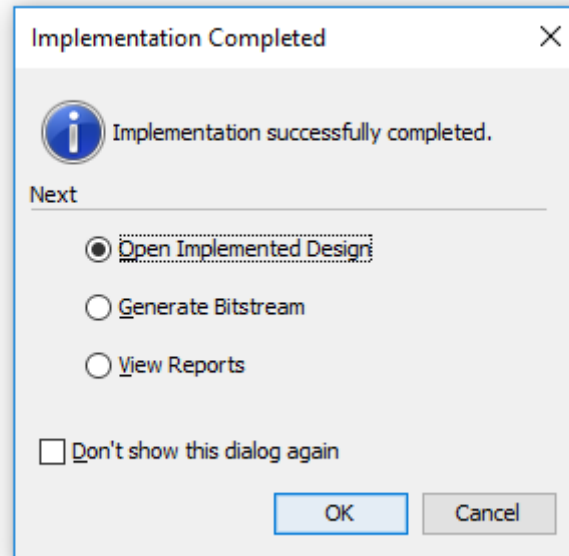 Implementation Completed
Implementation successfully completed.
Next
Open Implemented Design
Generate Bitstream
View Reports
Don't show this dialog again
OK
Cancel